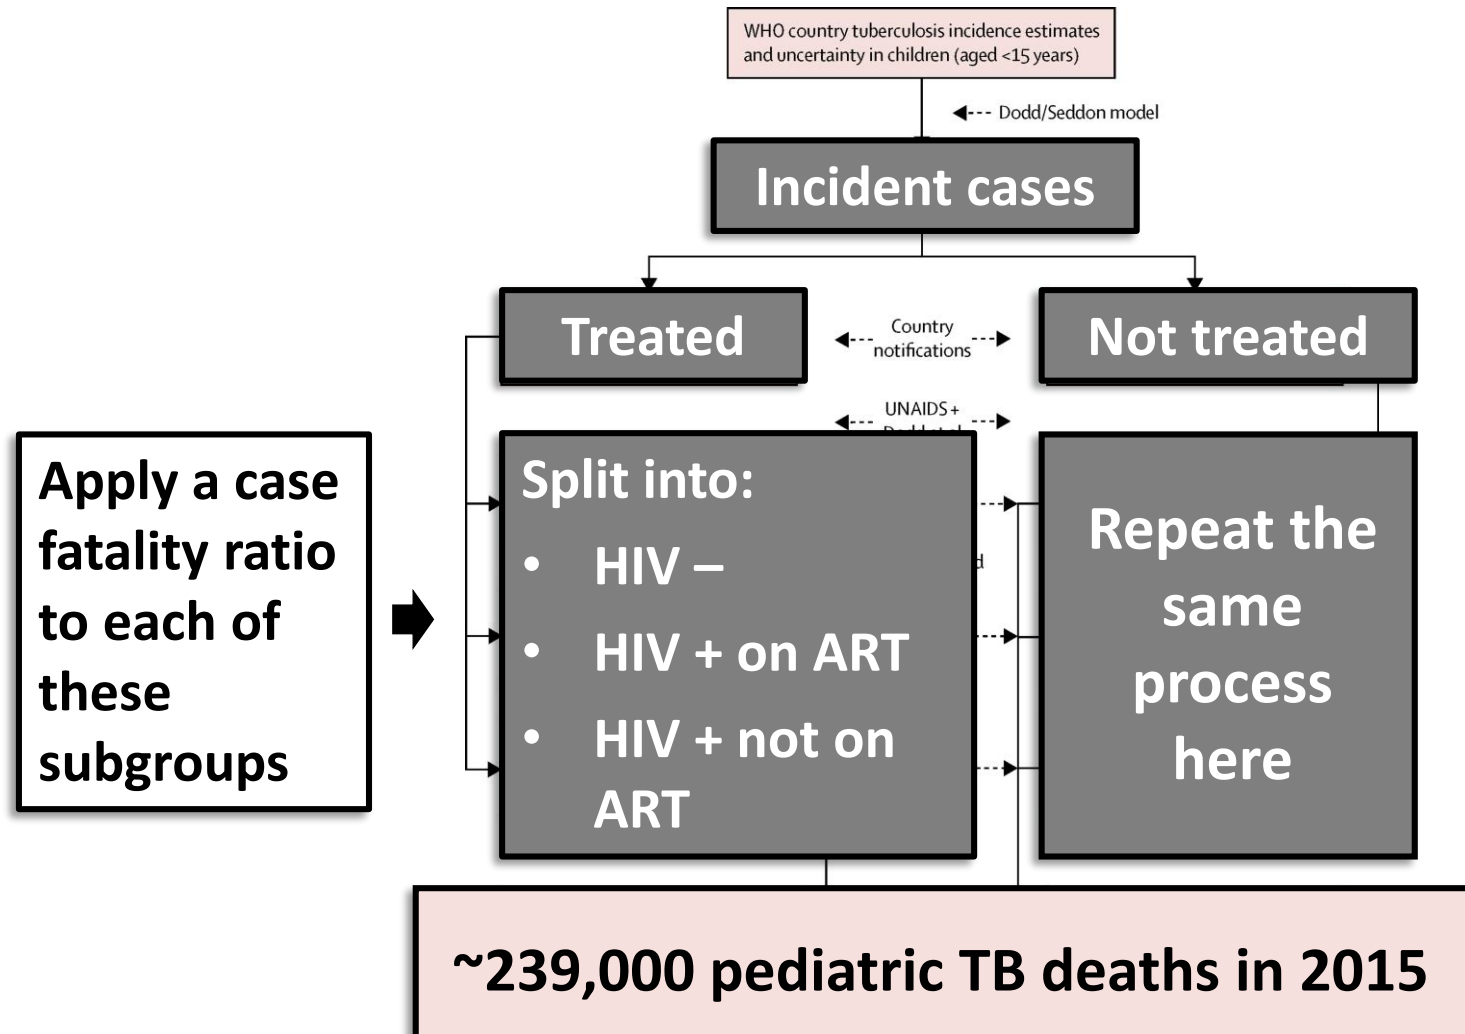 WHO country tuberculosis incidence estimates
and uncertainty in children (aged <15 years)
Dodd/Seddon model
Incident cases
Treated
Country
notifications
Not treated
UNAIDS +
Apply a case
fatality ratio
to each of
these
subgroups
Split into:
• HIV –
• HIV + on ART
• HIV + not on
ART
Repeat the
same
process
here
~239,000 pediatric TB deaths in 2015